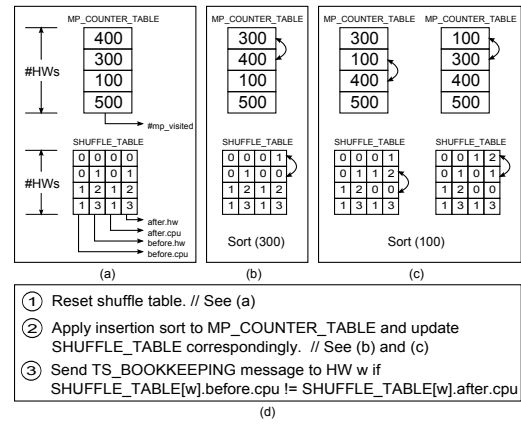 MP_COUNTER_TABLE
#HWs
400
300
100
500
#mp_visited
SHUFFLE_TABLE
#HWs
0 0 0 0
0 1 0 1
1 2 1 2
1 3 1 3
after.hw
after.cpu
before.hw
before.cpu
(a)
MP_COUNTER_TABLE
300
400
100
500
SHUFFLE_TABLE
0 0 0 1
0 1 0 0
1 2 1 2
1 3 1 3
Sort (300)
(b)
MP_COUNTER_TABLE
300
100
400
500
SHUFFLE_TABLE
0 0 0 1
0 1 1 2
1 2 0 0
1 3 1 3
MP_COUNTER_TABLE
100
300
400
500
SHUFFLE_TABLE
0 0 1 2
0 1 0 1
1 2 0 0
1 3 1 3
Sort (100)
(c)
1 Reset shuffle table. // See (a)
2 Apply insertion sort to MP_COUNTER_TABLE and update
SHUFFLE_TABLE correspondingly. // See (b) and (c)
3 Send TS_BOOKKEEPING message to HW w if
SHUFFLE_TABLE[w].before.cpu != SHUFFLE_TABLE[w].after.cpu
(d)